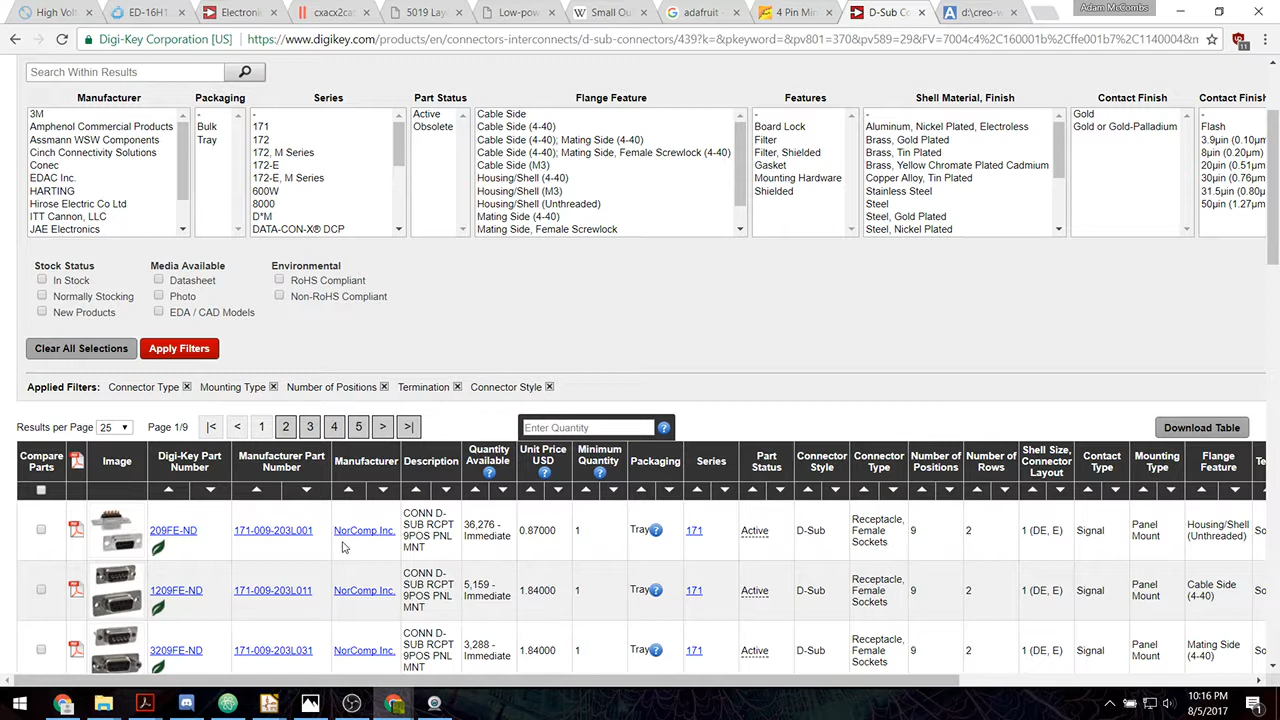 High Volt
ED-16H1
Electroni
cxacx2cab
5019 Layo
Low-pow
Small Ou
adafruit -
4 Pin Mi
D-Sub Co
d:\creo-w
Adam McCombs
Digi-Key Corporation [US]
https://www.digikey.com/products/en/connectors-interconnects/d-sub-connectors/439?k=&pkeyword=&pv801=370&pv589=29&FV=7004c4%2C160001b%2Cffe001b7%2C1140004&m
11
Search Within Results
Manufacturer Packaging Series Part Status Flange Feature Features Shell Material, Finish Contact Finish Contact Finish
3M - - Active Cable Side - - Gold -
Amphenol Commercial Products Bulk 171 Obsolete Cable Side (4-40) Board Lock Aluminum, Nickel Plated, Electroless Gold or Gold-Palladium Flash
Assmann WSW Components Tray 172 Cable Side (4-40); Mating Side (4-40) Filter Brass, Gold Plated 3.9µin (0.10µ
Cinch Connectivity Solutions 172, M Series Cable Side (4-40); Mating Side, Female Screwlock (4-40) Filter, Shielded Brass, Tin Plated 8µin (0.20µ
Conec 172-E Cable Side (M3) Gasket Brass, Yellow Chromate Plated Cadmium 20µin (0.51µ
EDAC Inc. 172-E, M Series Housing/Shell (4-40) Mounting Hardware Copper Alloy, Tin Plated 30µin (0.76µ
HARTING 600W Housing/Shell (M3) Shielded Stainless Steel 31.5µin (0.80µ
Hirose Electric Co Ltd 8000 Housing/Shell (Unthreaded) Steel 50µin (1.27µ
ITT Cannon, LLC D*M Mating Side (4-40) Steel, Gold Plated
JAE Electronics DATA-CON-X® DCP Mating Side, Female Screwlock Steel, Nickel Plated
Stock Status Media Available Environmental
In Stock Datasheet RoHS Compliant
Normally Stocking Photo Non-RoHS Compliant
New Products EDA / CAD Models
Clear All Selections Apply Filters
Applied Filters: Connector Type Mounting Type Number of Positions Termination Connector Style
Results per Page 25 Page 1/9 |< < 1 2 3 4 5 > >| Enter Quantity ? Download Table
Compare Parts
Image
Digi-Key Part Number
Manufacturer Part Number
Manufacturer
Description
Quantity Available ?
Unit Price USD ?
Minimum Quantity ?
Packaging
Series
Part Status
Connector Style
Connector Type
Number of Positions
Number of Rows
Shell Size, Connector Layout
Contact Type
Mounting Type
Flange Feature
Te
209FE-ND 171-009-203L001 NorComp Inc. CONN D-SUB RCPT 9POS PNL MNT 36,276 - Immediate 0.87000 1 Tray ? 171 Active D-Sub Receptacle, Female Sockets 9 2 1 (DE, E) Signal Panel Mount Housing/Shell (Unthreaded) So
1209FE-ND 171-009-203L011 NorComp Inc. CONN D-SUB RCPT 9POS PNL MNT 5,159 - Immediate 1.84000 1 Tray ? 171 Active D-Sub Receptacle, Female Sockets 9 2 1 (DE, E) Signal Panel Mount Cable Side (4-40) So
3209FE-ND 171-009-203L031 NorComp Inc. CONN D-SUB RCPT 9POS PNL MNT 3,288 - Immediate 1.84000 1 Tray ? 171 Active D-Sub Receptacle, Female Sockets 9 2 1 (DE, E) Signal Panel Mount Mating Side (4-40) So
10:16 PM
8/5/2017